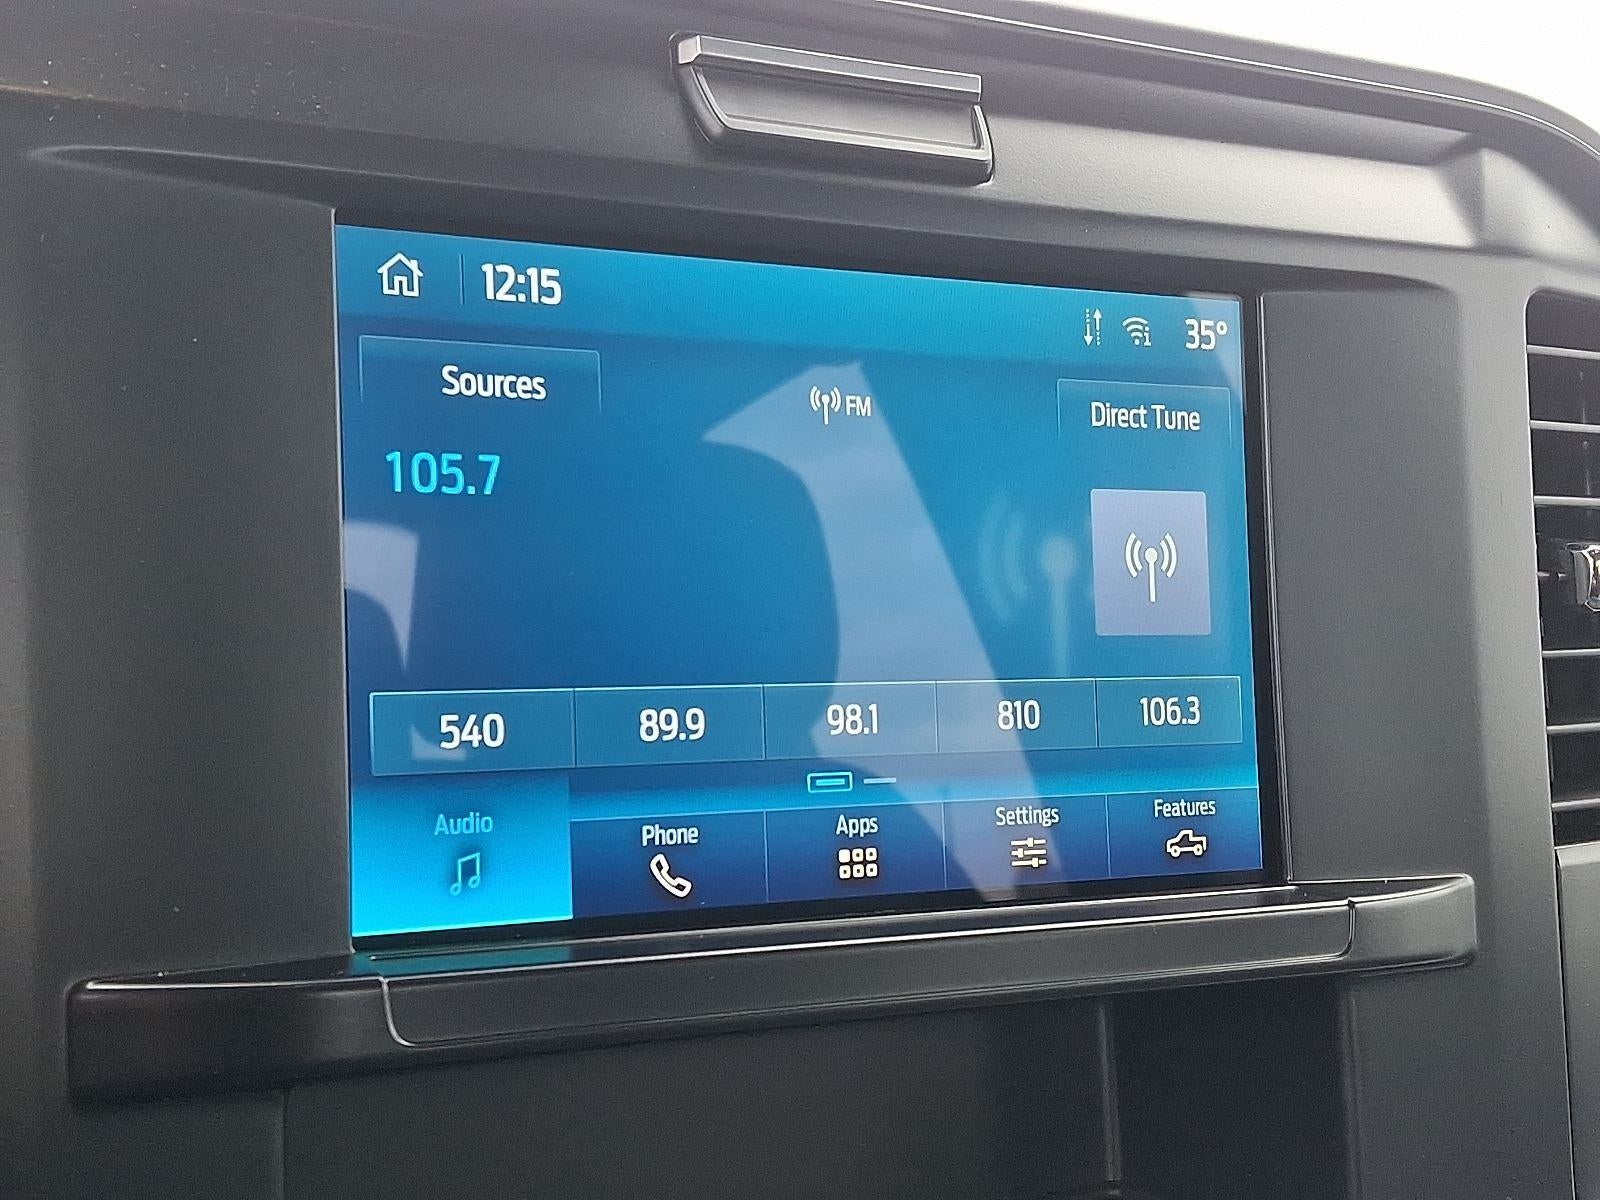 12:15
35°
Sources
FM
Direct Tune
105.7
540
89.9
98.1
810
106.3
Audio
Phone
Apps
Settings
Features